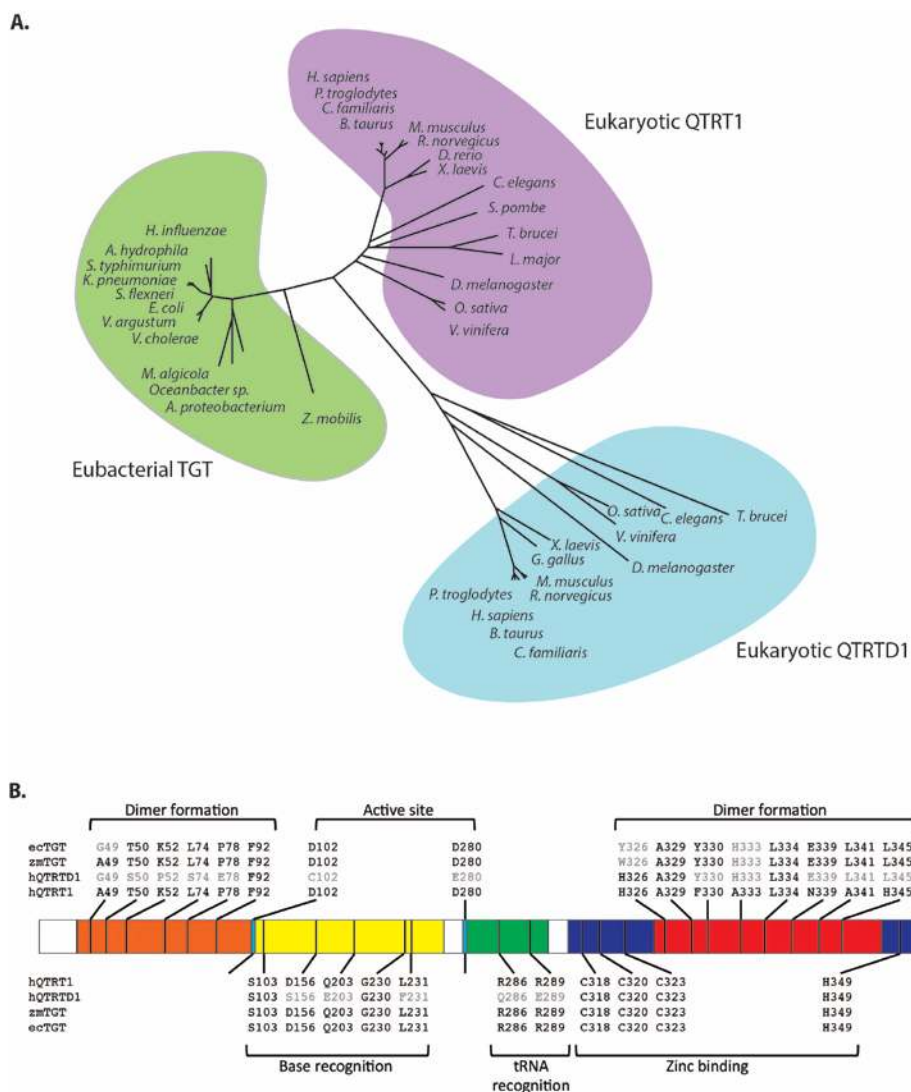 A.
H. sapiens
P. troglodytes
C. familiaris
B. taurus
M. musculus
R. norvegicus
D. rerio
X. laevis
Eukaryotic QTRT1
C. elegans
S. pombe
T. brucei
L. major
D. melanogaster
O. sativa
V. vinifera
H. influenzae
A. hydrophila
S. typhimurium
K. pneumoniae
S. flexneri
E. coli
V. argustum
V. cholerae
M. algicola
Oceanbacter sp.
A. proteobacterium
Z. mobilis
Eubacterial TGT
O. sativa
C. elegans
T. brucei
V. vinifera
X. laevis
G. gallus
D. melanogaster
M. musculus
P. troglodytes
R. norvegicus
H. sapiens
B. taurus
C. familiaris
Eukaryotic QTRTD1
B.
Dimer formation Active site Dimer formation
ecTGT G49 T50 K52 L74 P78 F92 D102 D280 Y326 A329 Y330 H333 L334 E339 L341 L345
zmTGT A49 T50 K52 L74 P78 F92 D102 D280 W326 A329 Y330 H333 L334 E339 L341 L345
hQTRTD1 G49 S50 P52 S74 E78 F92 C102 E280 H326 A329 Y330 H333 L334 E339 L341 L345
hQTRT1 A49 T50 K52 L74 P78 F92 D102 D280 H326 A329 F330 A333 L334 N339 A341 H345
hQTRT1 S103 D156 Q203 G230 L231 R286 R289 C318 C320 C323 H349
hQTRTD1 S103 S156 E203 G230 F231 Q286 E289 C318 C320 C323 H349
zmTGT S103 D156 Q203 G230 L231 R286 R289 C318 C320 C323 H349
ecTGT S103 D156 Q203 G230 L231 R286 R289 C318 C320 C323 H349
Base recognition tRNA Zinc binding
recognition